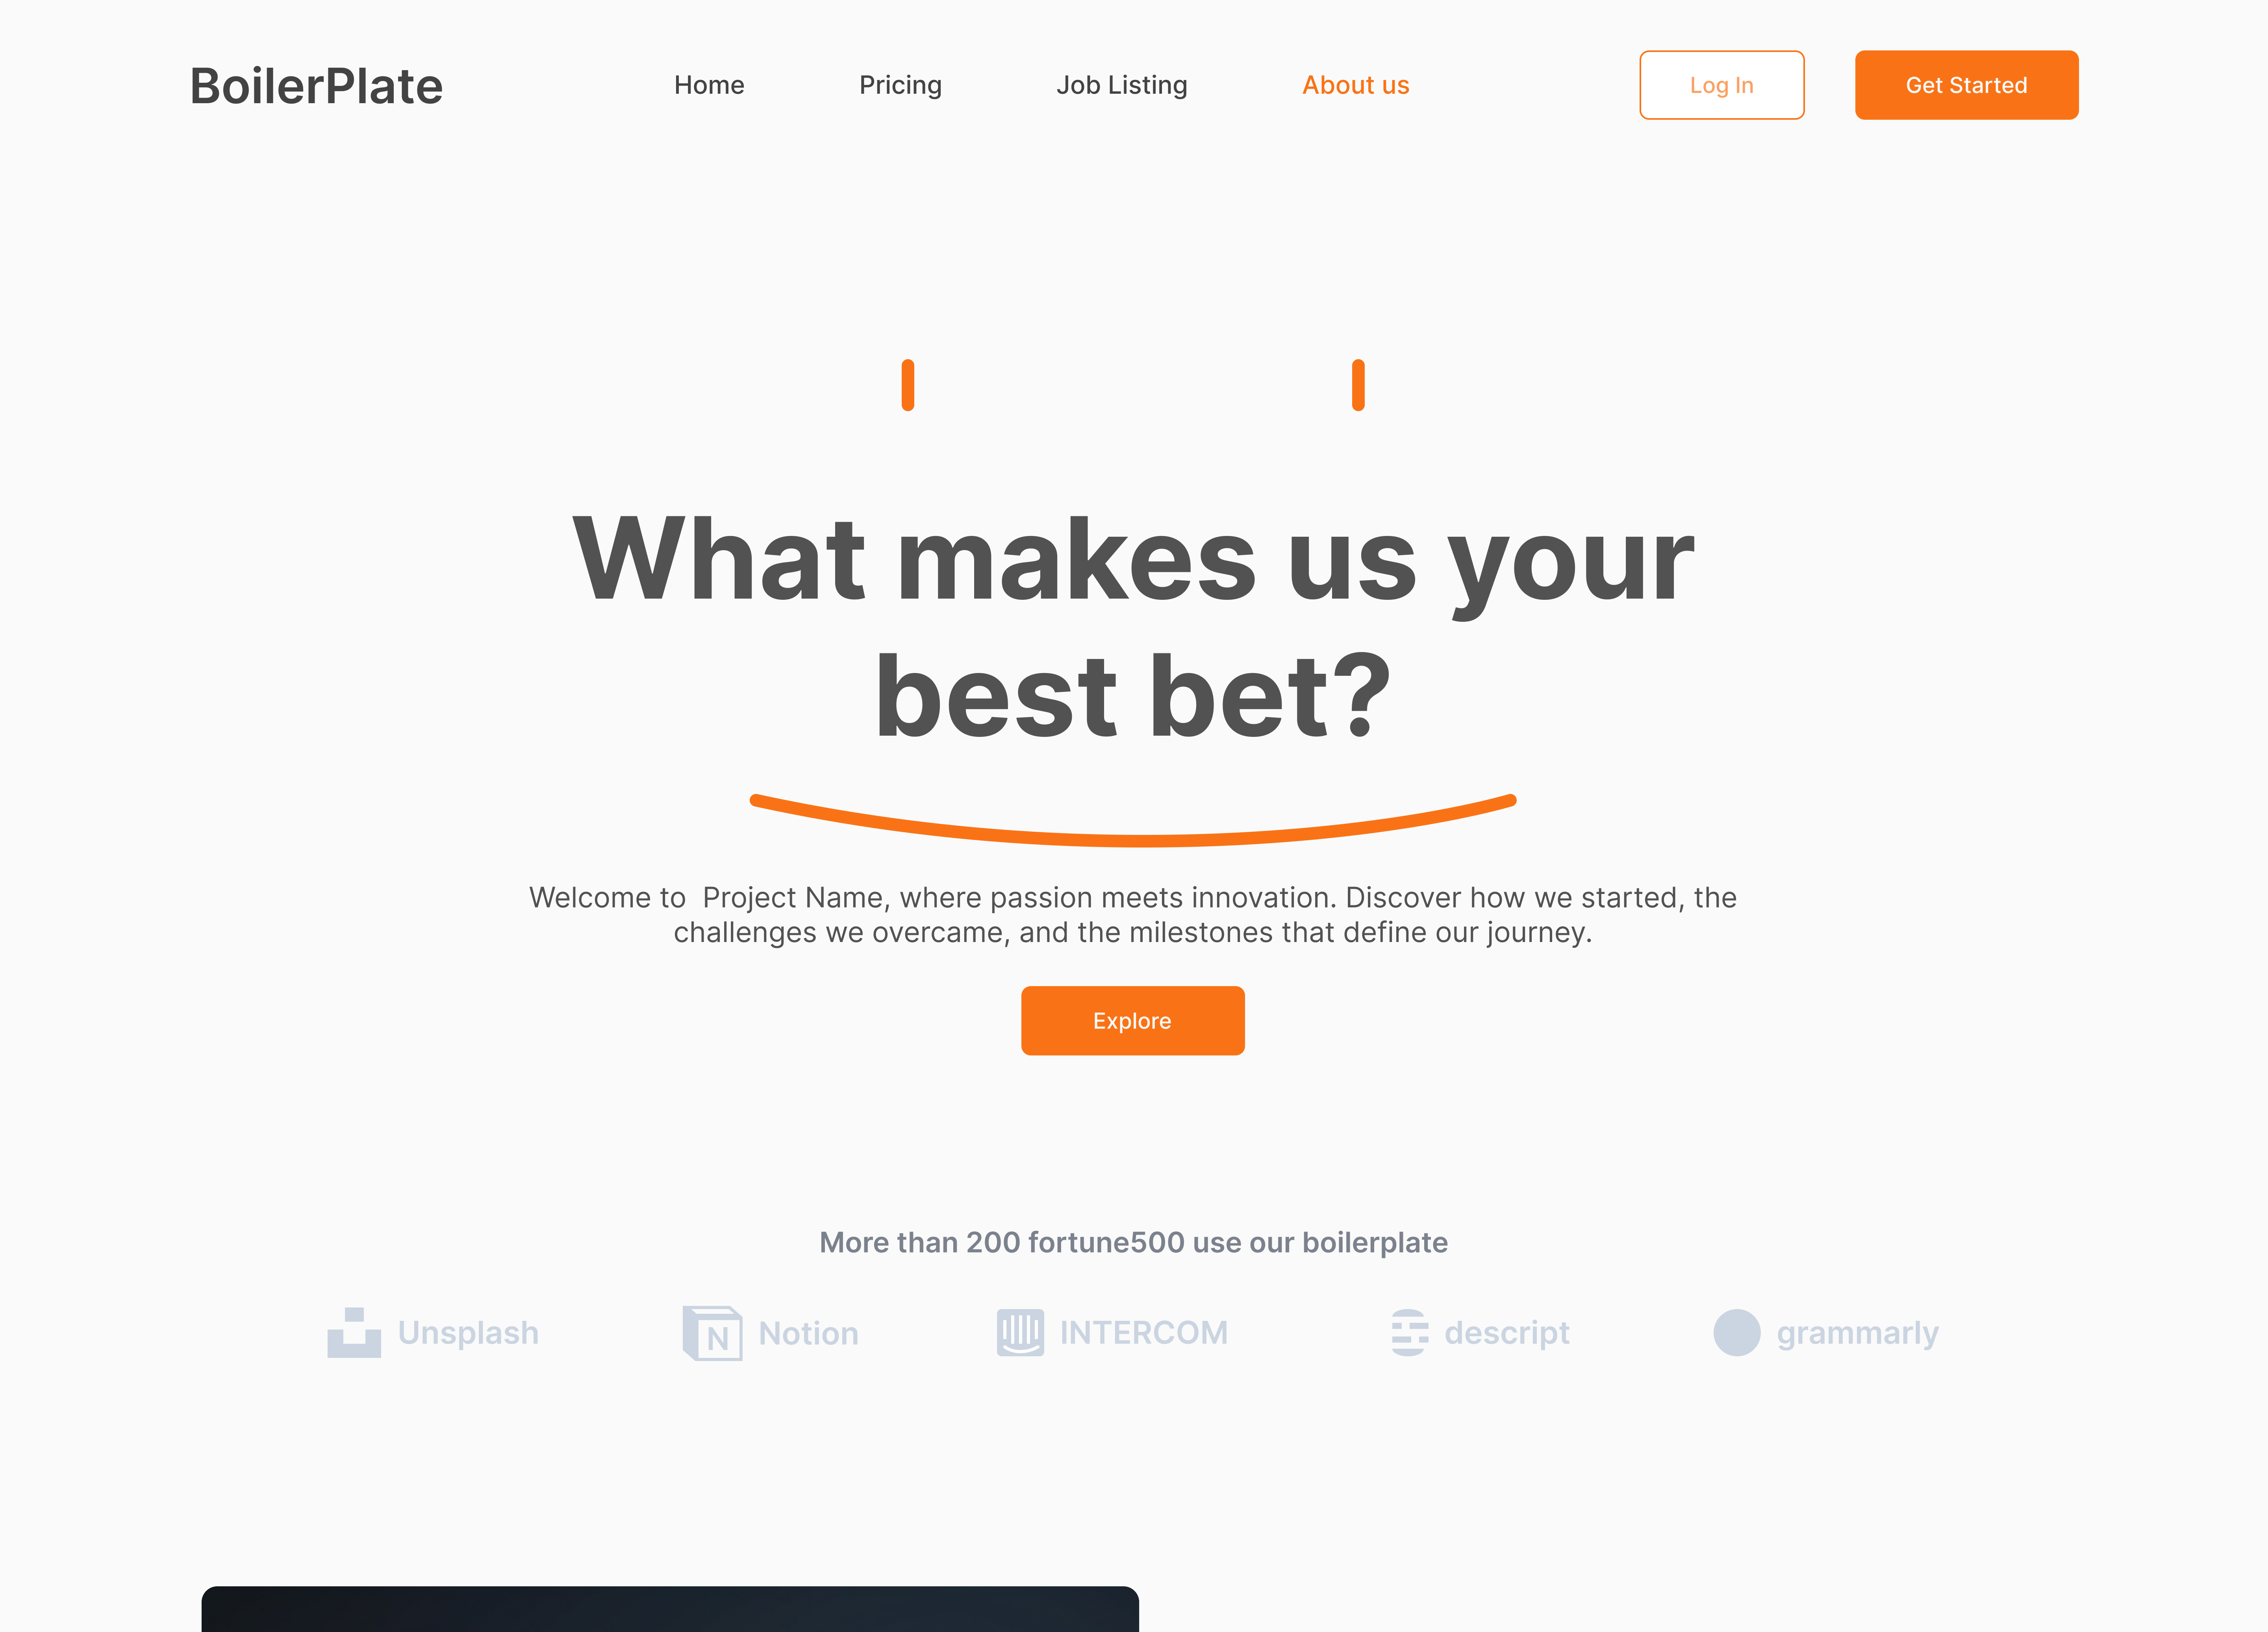 BoilerPlate
Home
Pricing
Job Listing
About us
Log In
Get Started
What makes us your
best bet?
Welcome to  Project Name, where passion meets innovation. Discover how we started, the
challenges we overcame, and the milestones that define our journey.
Explore
More than 200 fortune500 use our boilerplate
Unsplash
N
Notion
INTERCOM
descript
grammarly